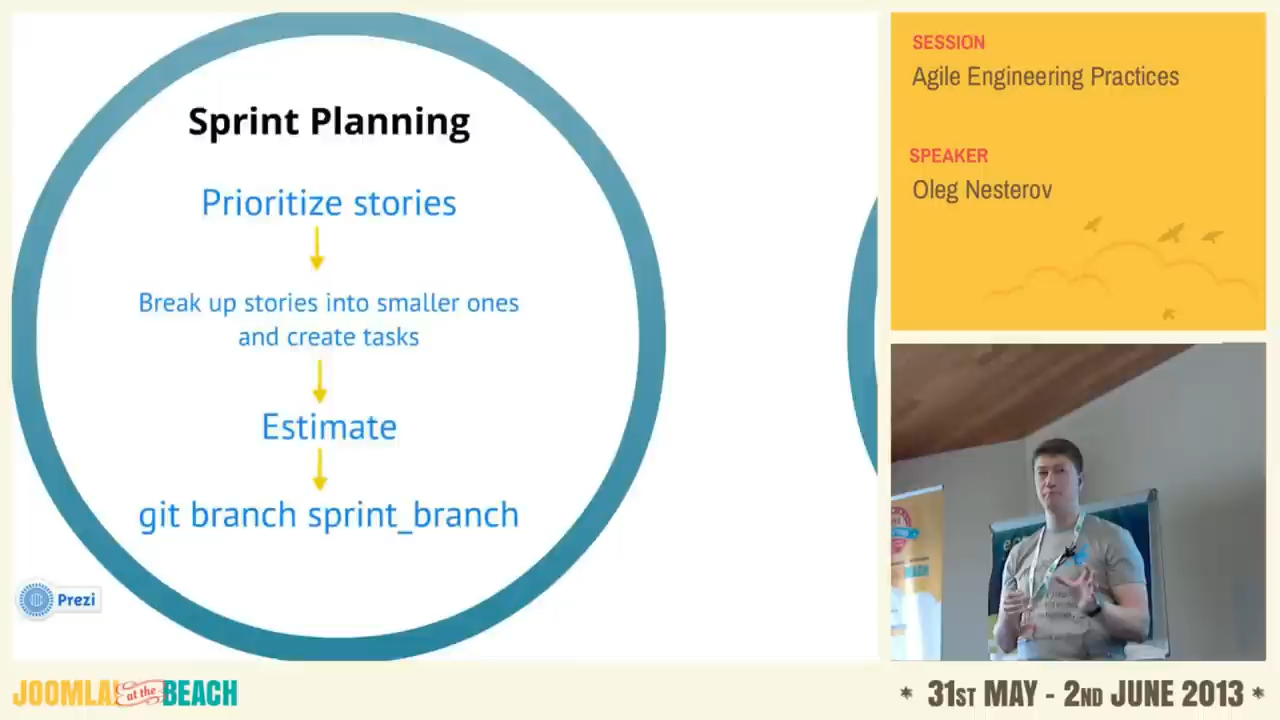 Sprint Planning
Prioritize stories
Break up stories into smaller ones
and create tasks
Estimate
git branch sprint_branch
Prezi
SESSION
Agile Engineering Practices
SPEAKER
Oleg Nesterov
JOOMLA! at the BEACH
* 31ST MAY - 2ND JUNE 2013 *